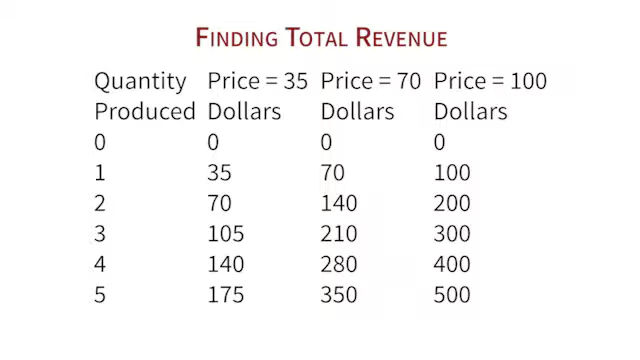 FINDING TOTAL REVENUE
Quantity Price = 35 Price = 70 Price = 100
Produced Dollars Dollars Dollars
0 0 0 0
1 35 70 100
2 70 140 200
3 105 210 300
4 140 280 400
5 175 350 500